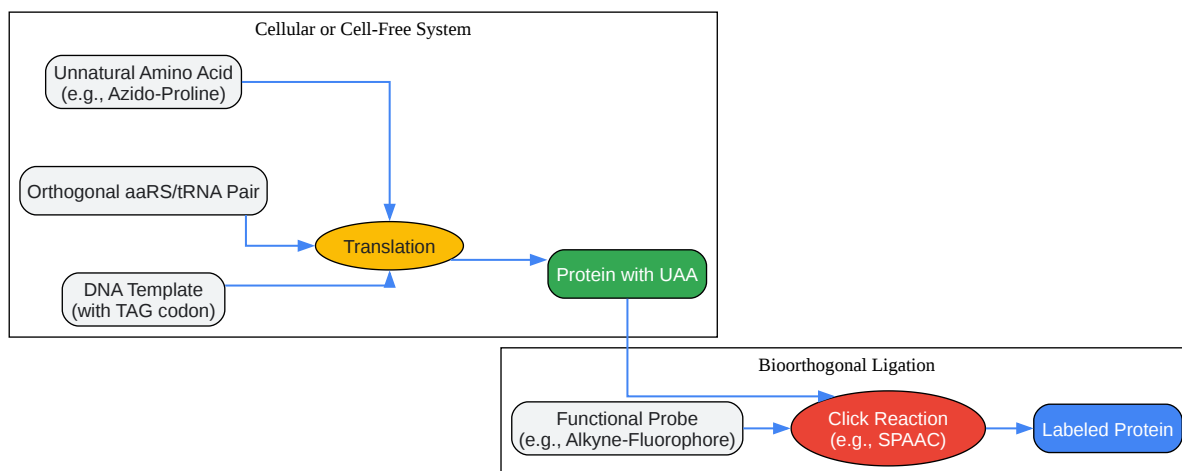 Cellular or Cell-Free System
Unnatural Amino Acid
(e.g., Azido-Proline)
Orthogonal aaRS/tRNA Pair
Translation
DNA Template
(with TAG codon)
Protein with UAA
Bioorthogonal Ligation
Functional Probe
(e.g., Alkyne-Fluorophore)
Click Reaction
(e.g., SPAAC)
Labeled Protein